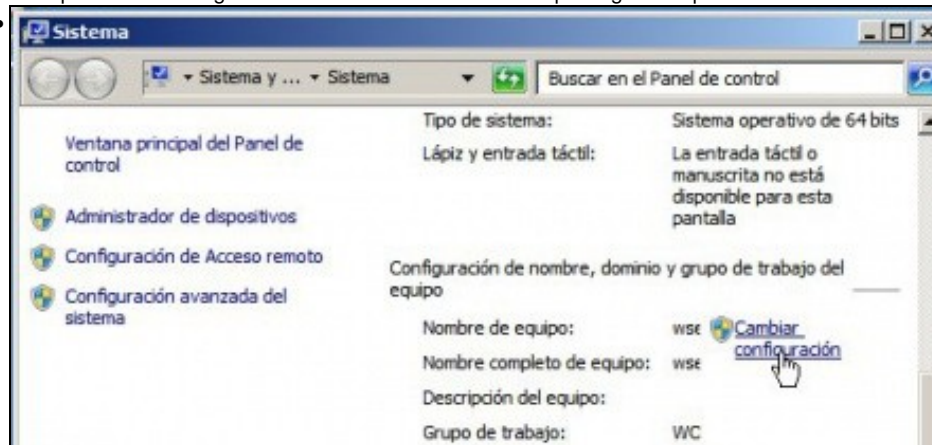 Sistema
Sistema y ... Sistema
Buscar en el Panel de control
Ventana principal del Panel de
control
Administrador de dispositivos
Configuración de Acceso remoto
Configuración avanzada del
sistema
Tipo de sistema:
Sistema operativo de 64 bits
Lápiz y entrada táctil:
La entrada táctil o
manuscrita no está
disponible para esta
pantalla
Configuración de nombre, dominio y grupo de trabajo del
equipo
Nombre de equipo:
wse
Cambiar
configuración
Nombre completo de equipo:
wse
Descripción del equipo:
Grupo de trabajo:
WC